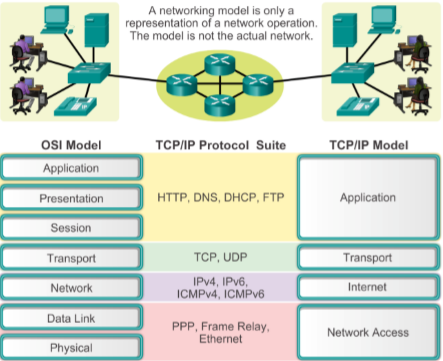 A networking model is only a
representation of a network operation.
The model is not the actual network.
OSI Model
TCP/IP Protocol Suite
TCP/IP Model
Application
Presentation
Session
HTTP, DNS, DHCP, FTP
Application
Transport
TCP, UDP
Transport
Network
IPv4, IPv6,
ICMPv4, ICMPv6
Internet
Data Link
Physical
PPP, Frame Relay,
Ethernet
Network Access